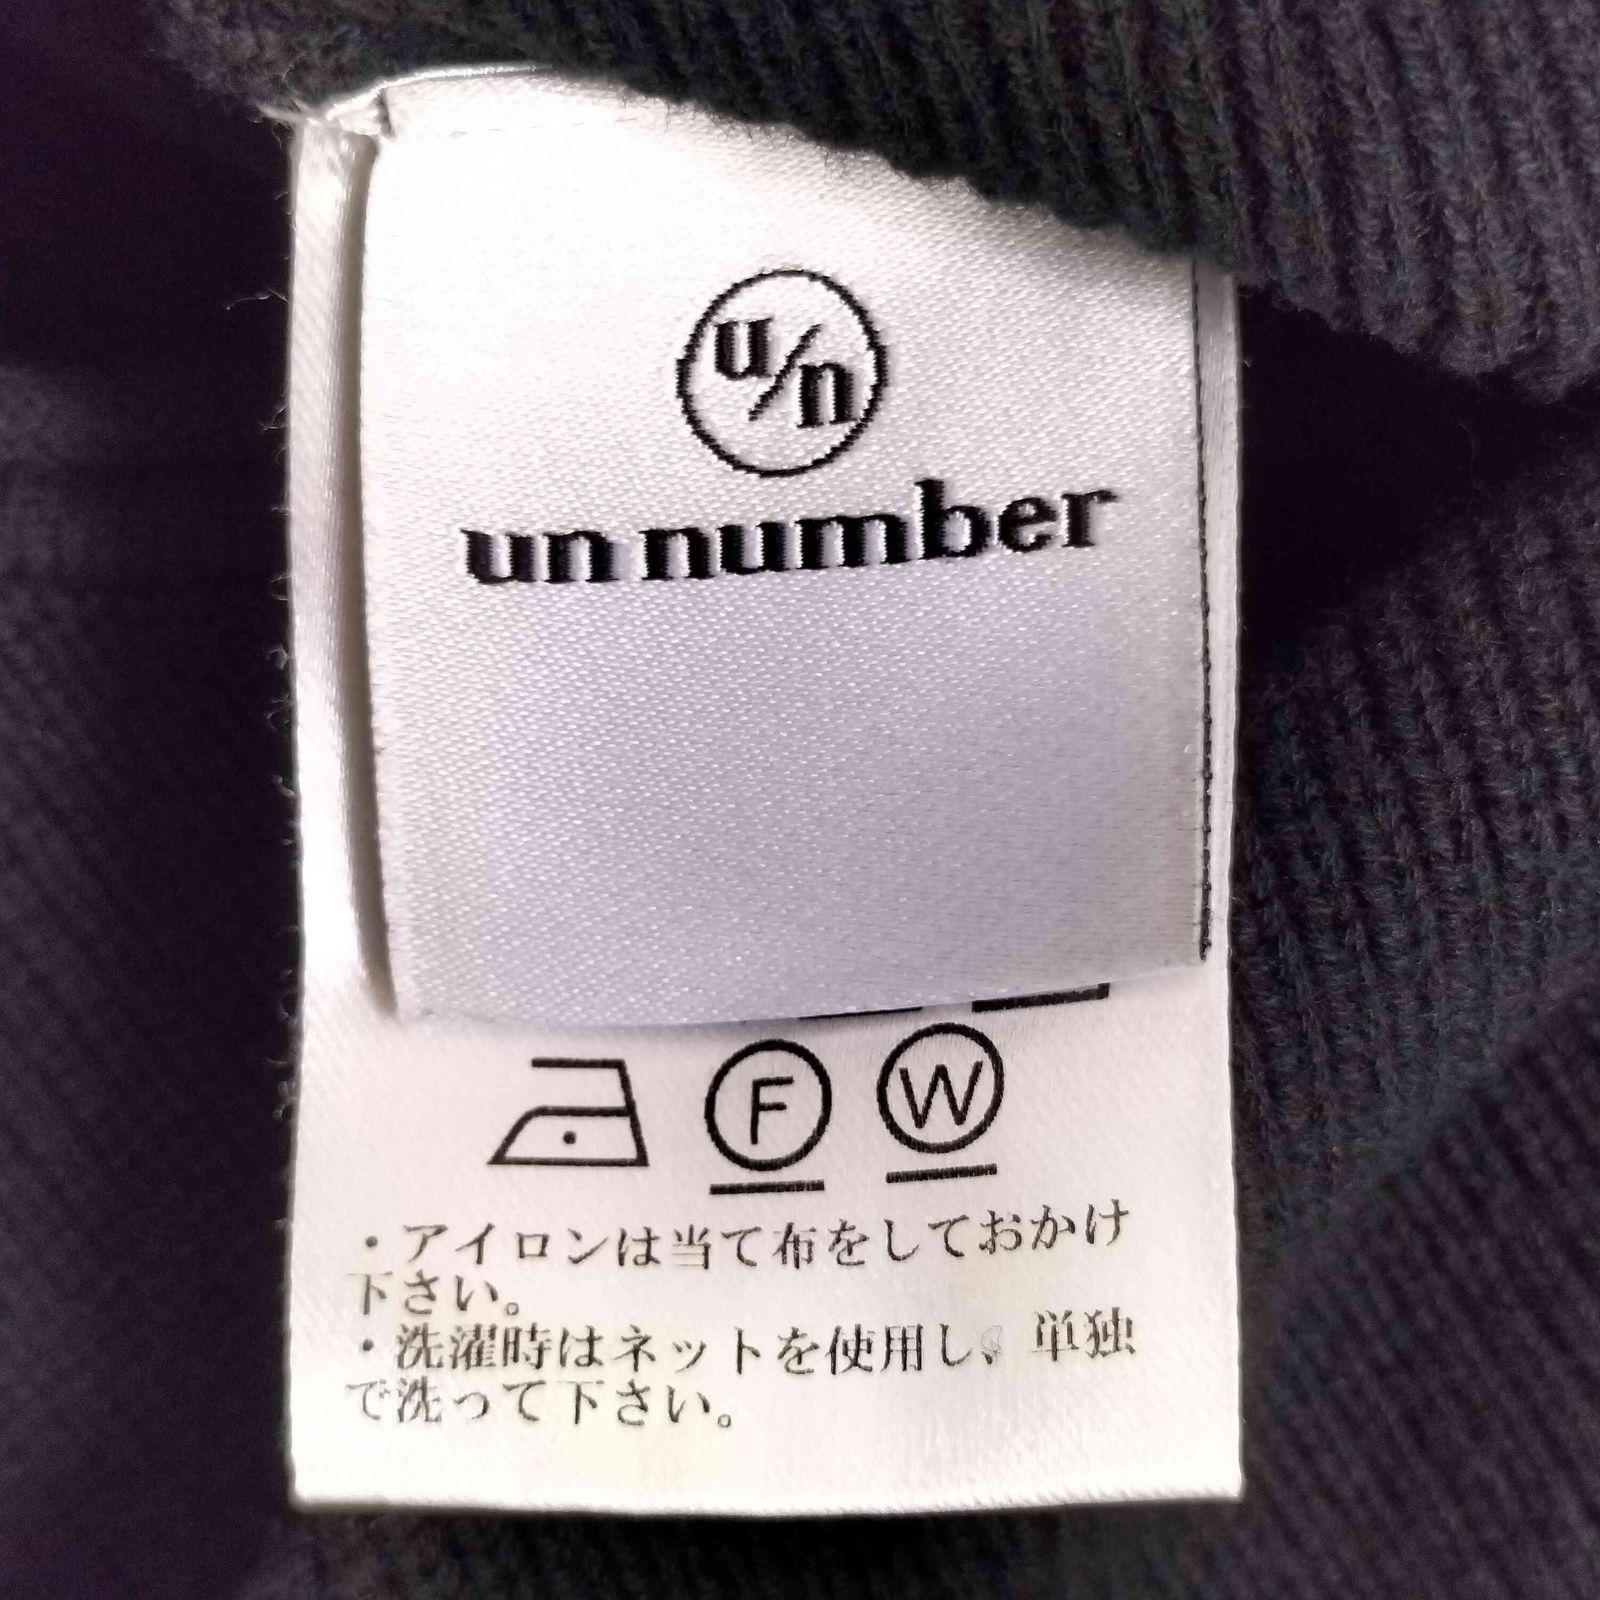 u/n
un number
F W
・アイロンは当て布をしておかけ
下さい。
・洗濯時はネットを使用し、単独
で洗って下さい。